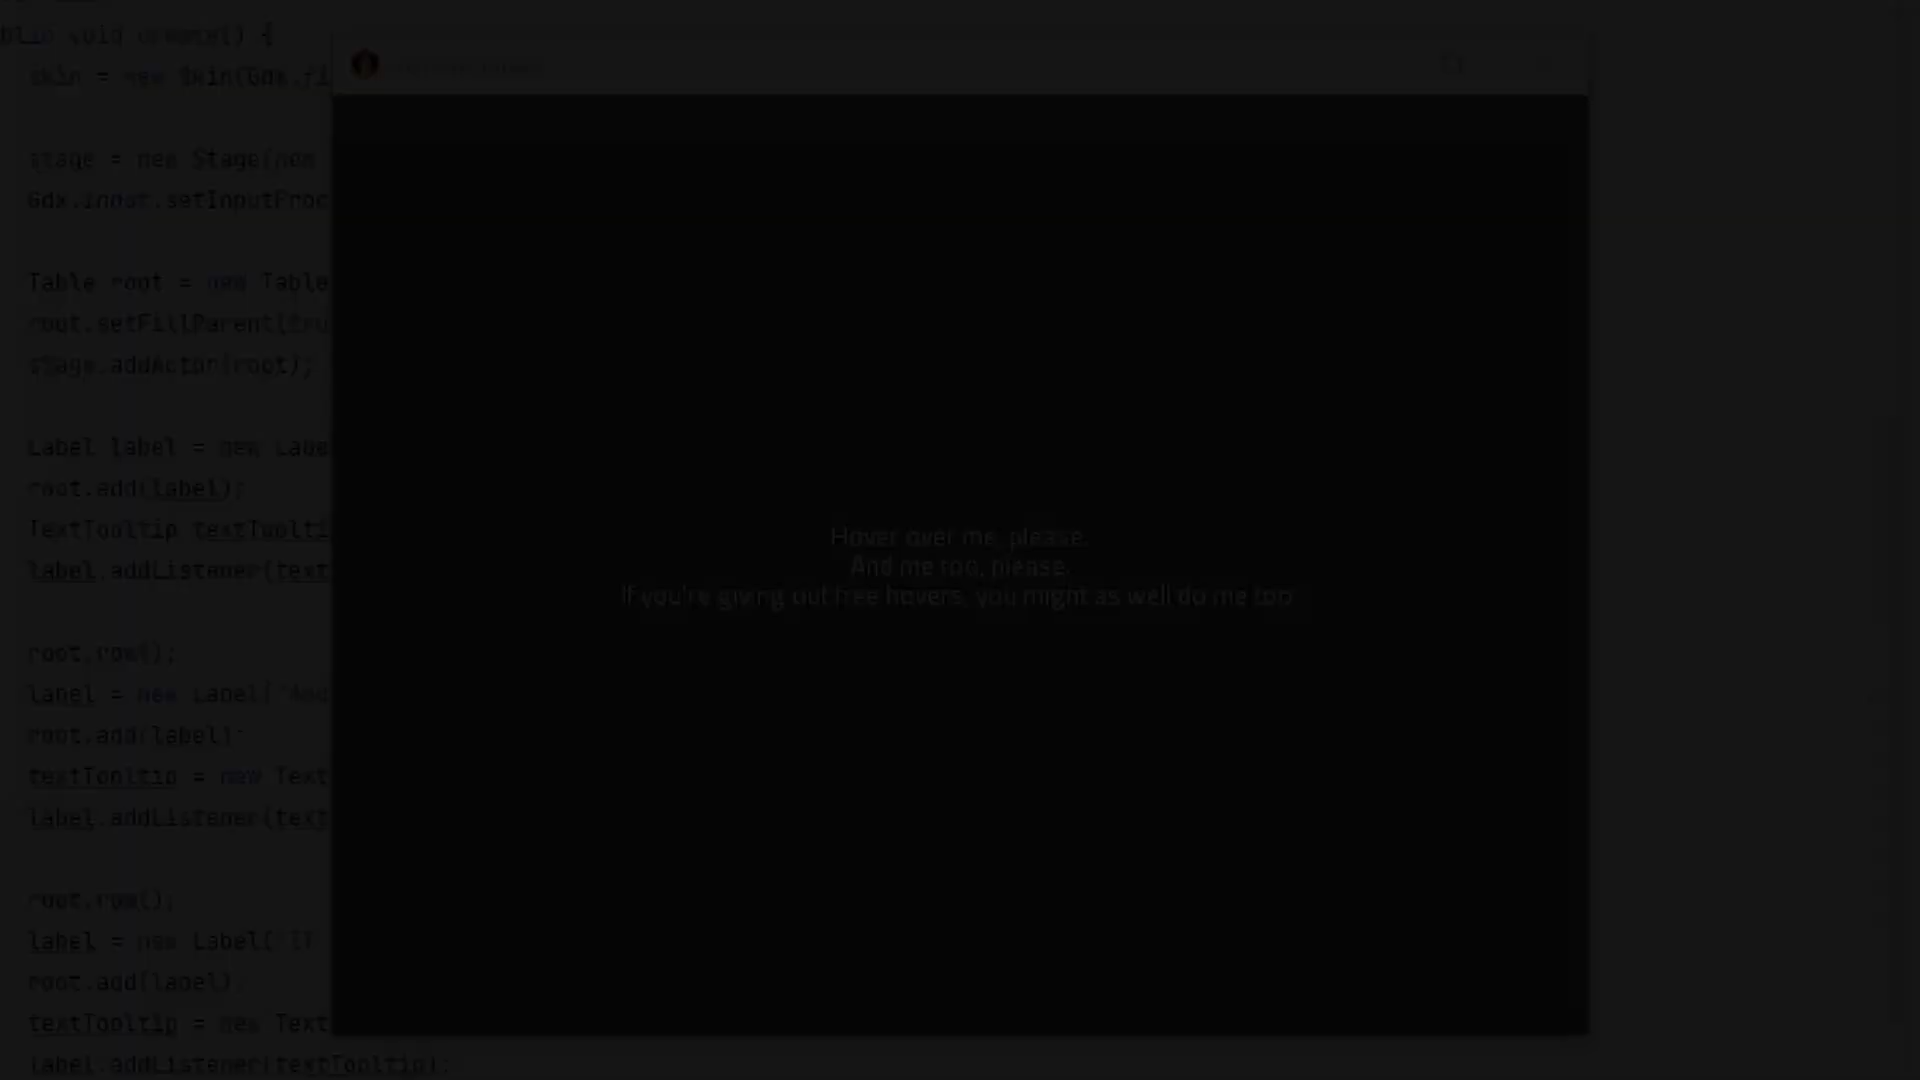 void create() {
skin = new Skin(Gdx.fi
stage = new Stage(new
Gdx.input.setInputProc
Table root = new Table
root.setFillParent(tru
stage.addActor(root);
Label label = new Labe
root.add(label);
TextTooltip textToolti
label.addListener(text
root.row();
label = new Label("And
root.add(label);
textTooltip = new Text
label.addListener(text
root.row();
label = new Label("If
root.add(label);
textTooltip = new Text
label.addListener(textTooltip);
Hover over me, please.
And me too, please.
If you're giving out free hovers, you might as well do me too.